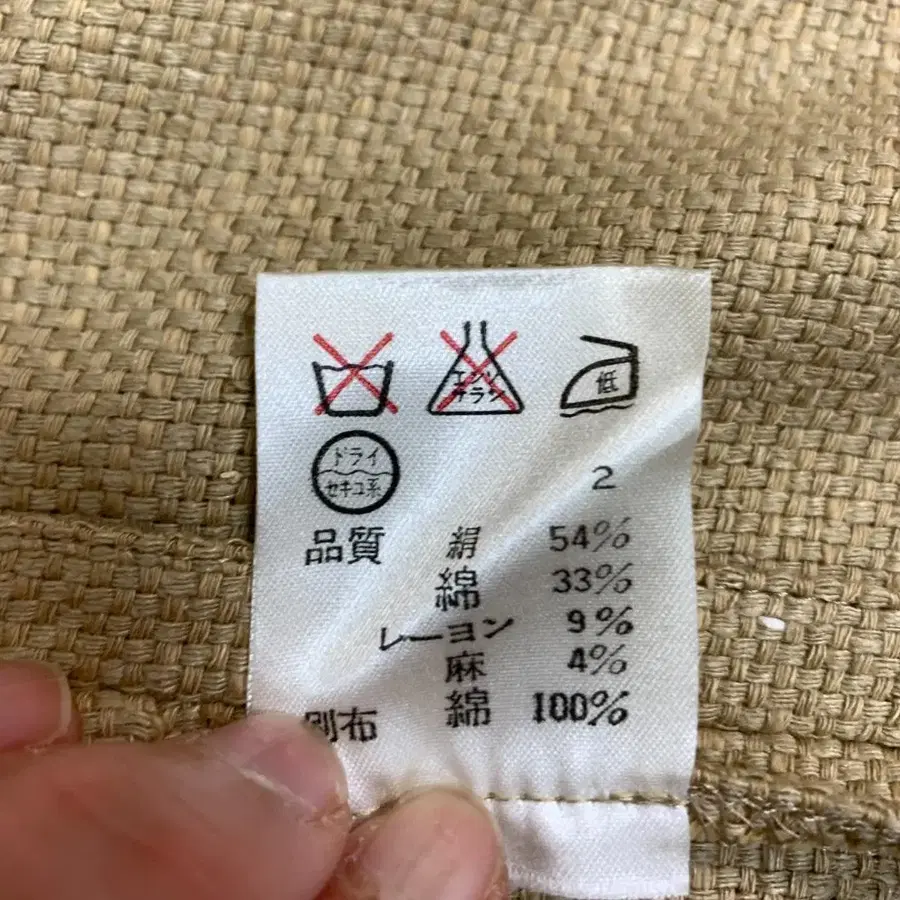 エンソ
サラシ
低
ドライ
セキユ系
2
品質 絹 54%
綿 33%
レーヨン 9%
麻 4%
別布 綿 100%